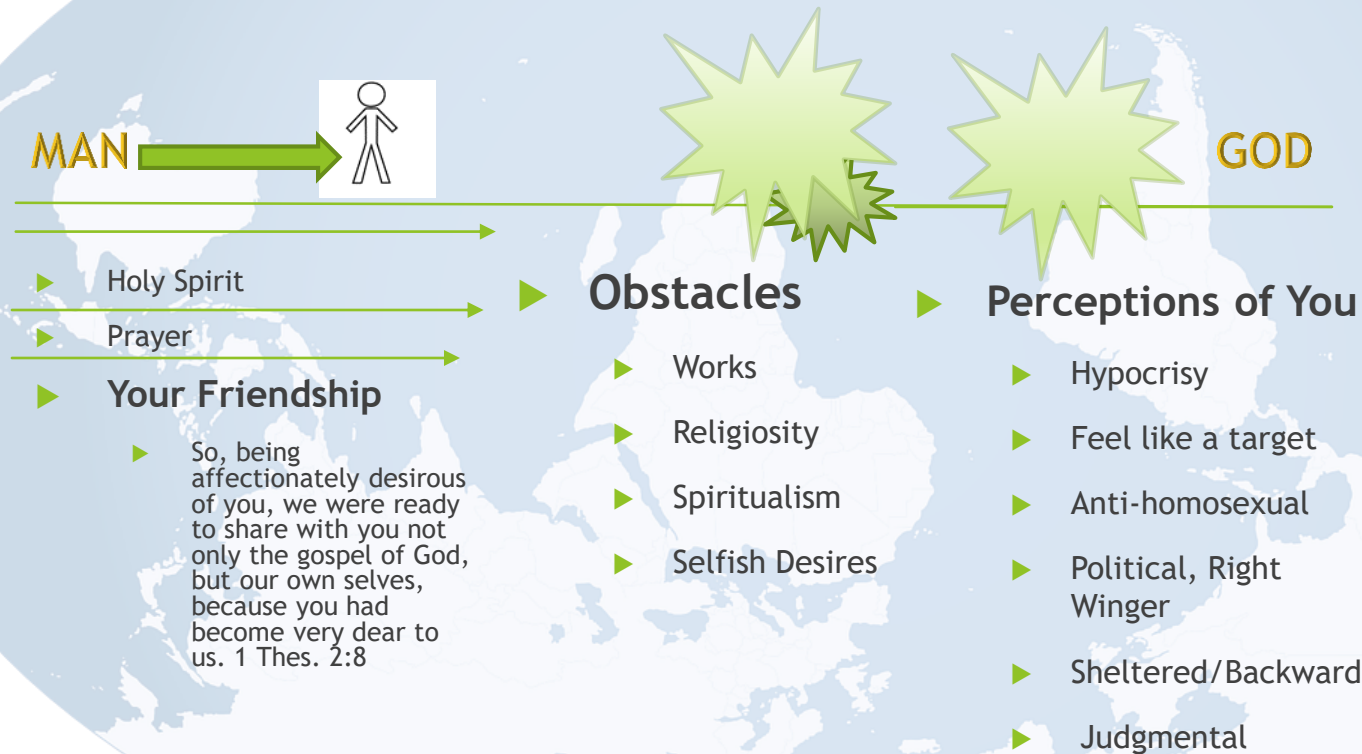 MAN
GOD
Holy Spirit
Prayer
Your Friendship
So, being
affectionately desirous
of you, we were ready
to share with you not
only the gospel of God,
but our own selves,
because you had
become very dear to
us. 1 Thes. 2:8
Obstacles
Works
Religiosity
Spiritualism
Selfish Desires
Perceptions of You
Hypocrisy
Feel like a target
Anti-homosexual
Political, Right
Winger
Sheltered/Backward
Judgmental